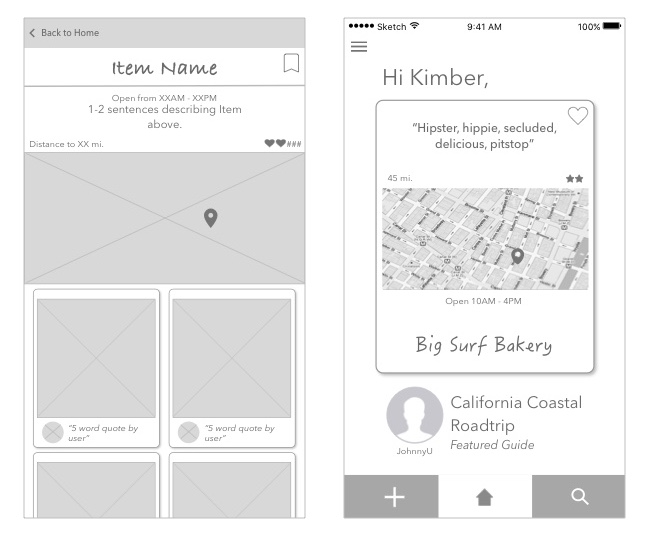 Back to Home
Item Name
Open from XXAM - XXPM
1-2 sentences describing Item
above.
Distance to XX mi.
###
"5 word quote by
user"
"5 word quote by
user"
Sketch
9:41 AM
100%
Hi Kimber,
"Hipster, hippie, secluded,
delicious, pitstop"
45 mi.
Open 10AM - 4PM
Big Surf Bakery
California Coastal
Roadtrip
Featured Guide
JohnnyU